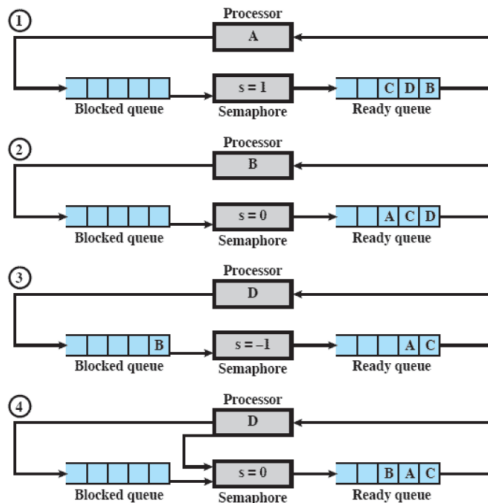 1
Processor
A
s = 1
C D B
Blocked queue Semaphore Ready queue
2
Processor
B
s = 0
A C D
Blocked queue Semaphore Ready queue
3
Processor
D
B s = –1 A C
Blocked queue Semaphore Ready queue
4
Processor
D
s = 0
B A C
Blocked queue Semaphore Ready queue